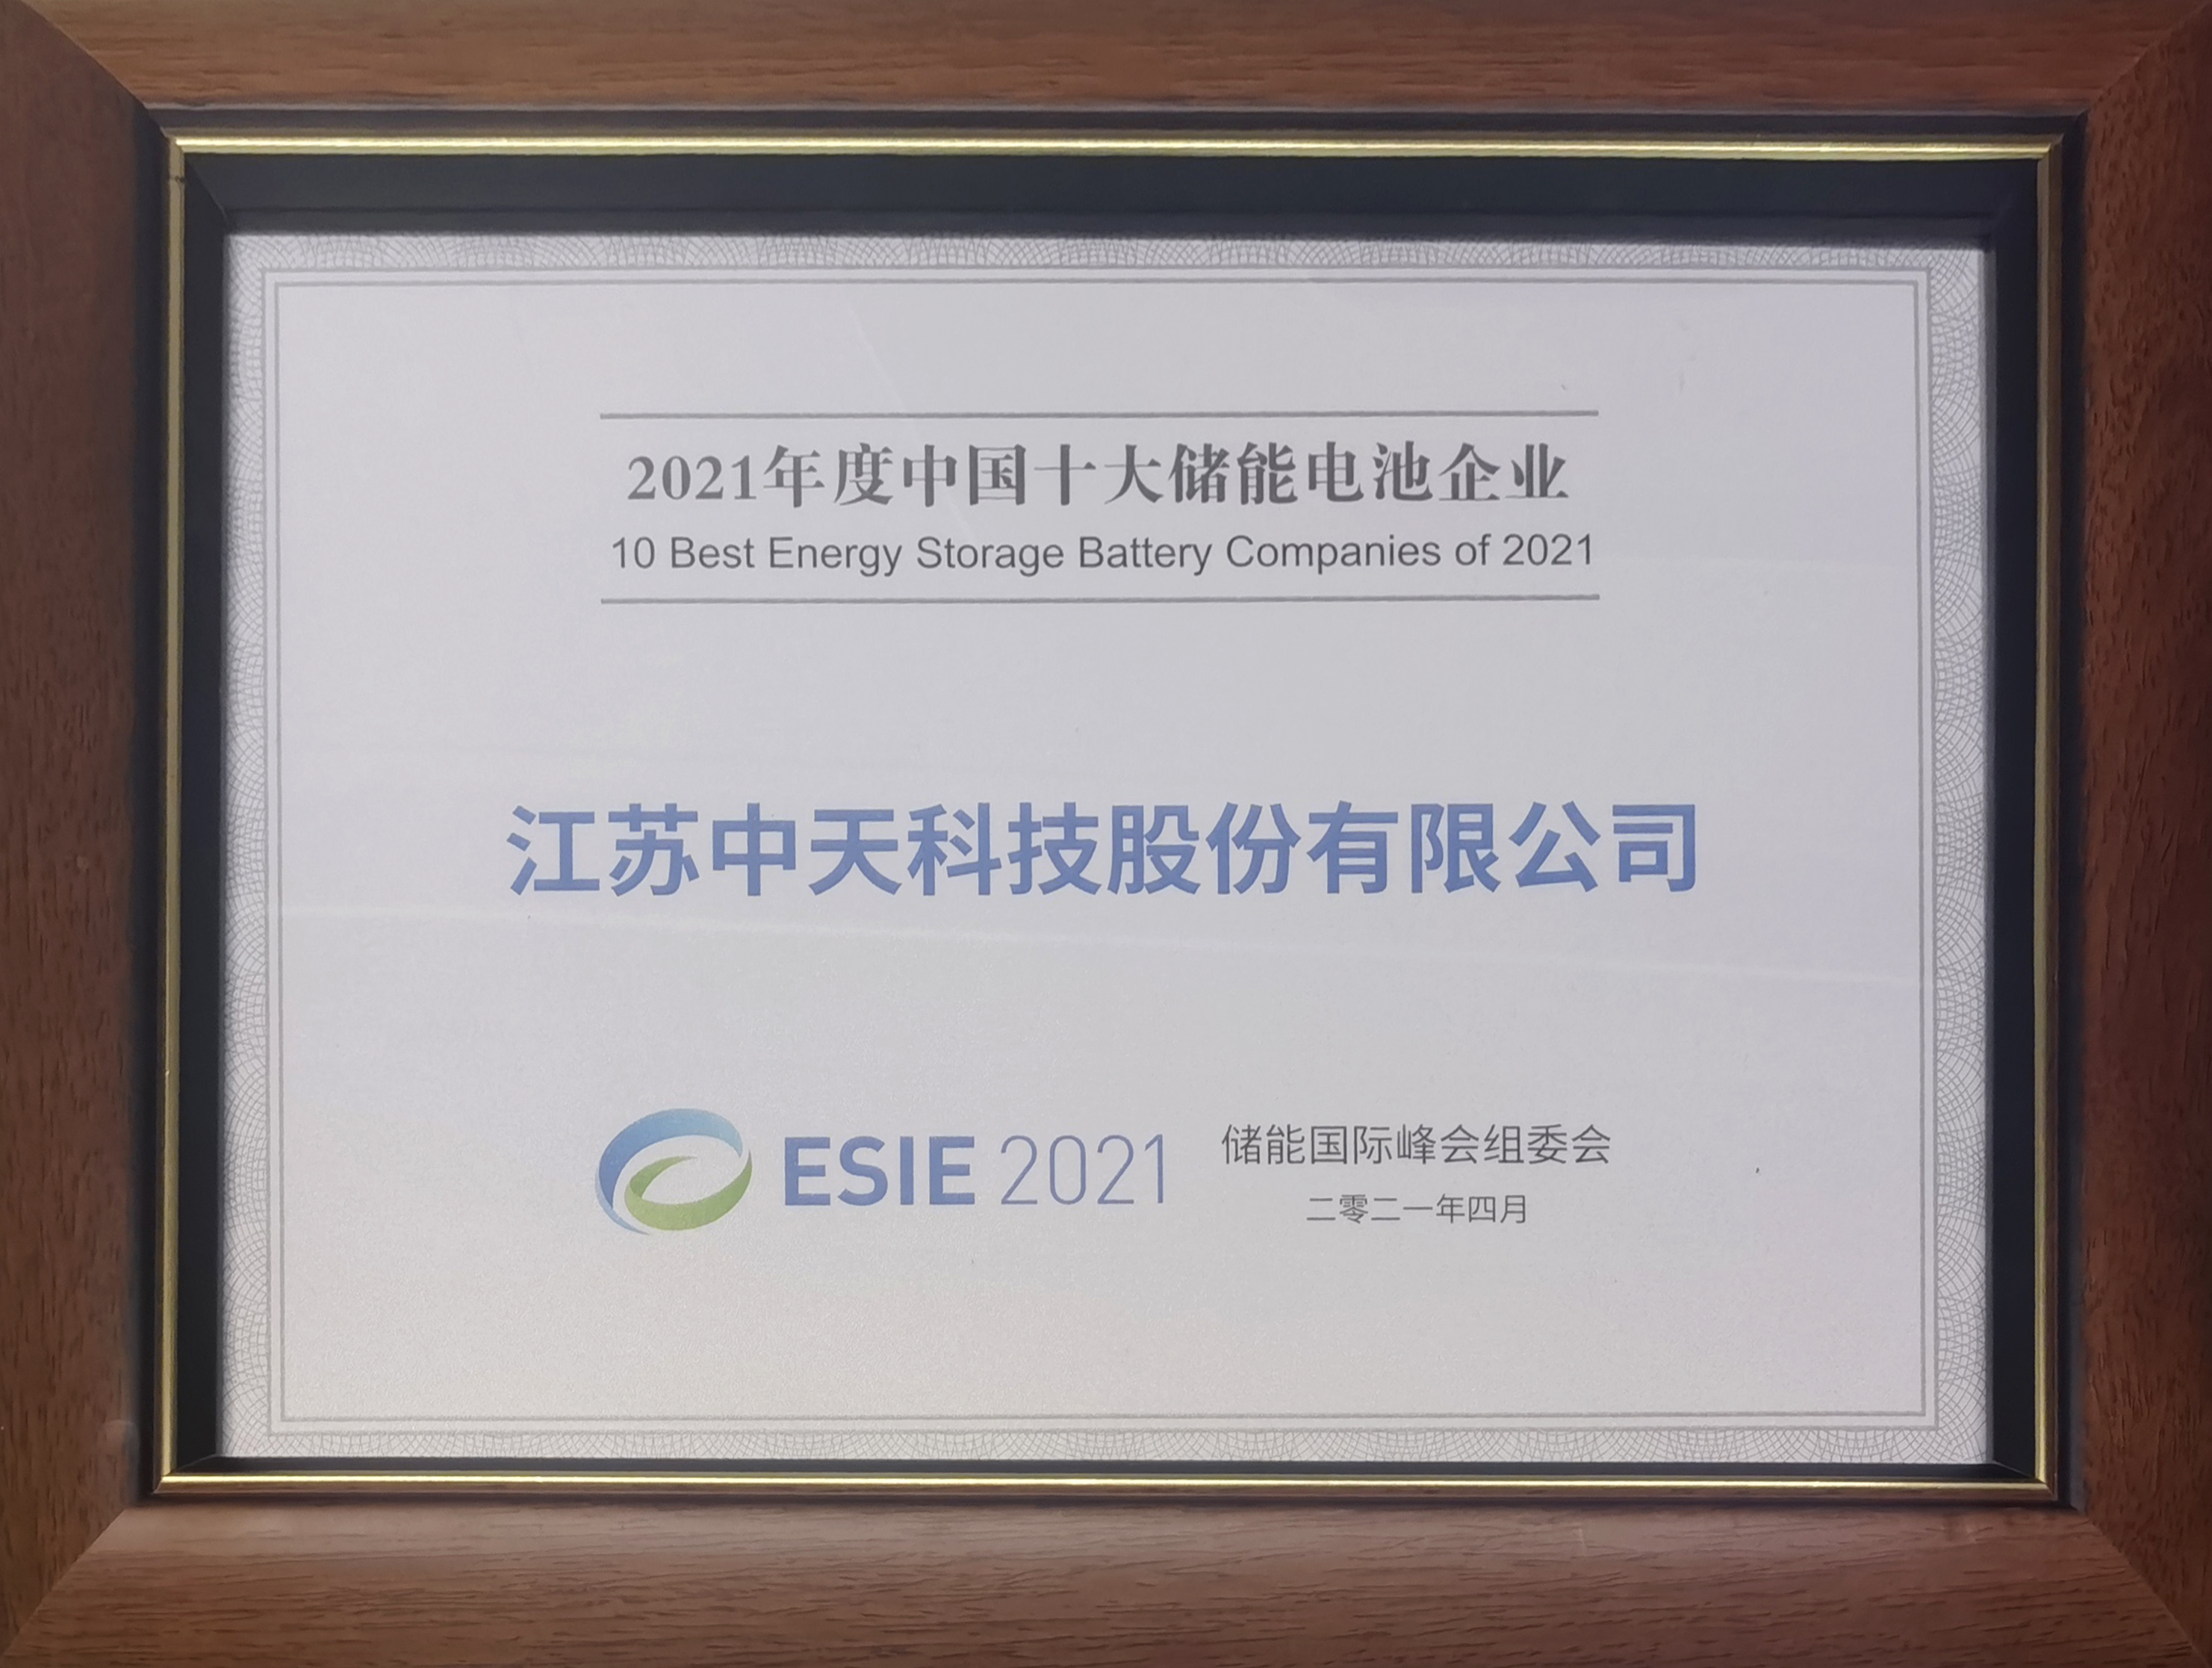 2021年度中国十大储能电池企业
10 Best Energy Storage Battery Companies of 2021
江苏中天科技股份有限公司
ESIE 2021
储能国际峰会组委会
二零二一年四月